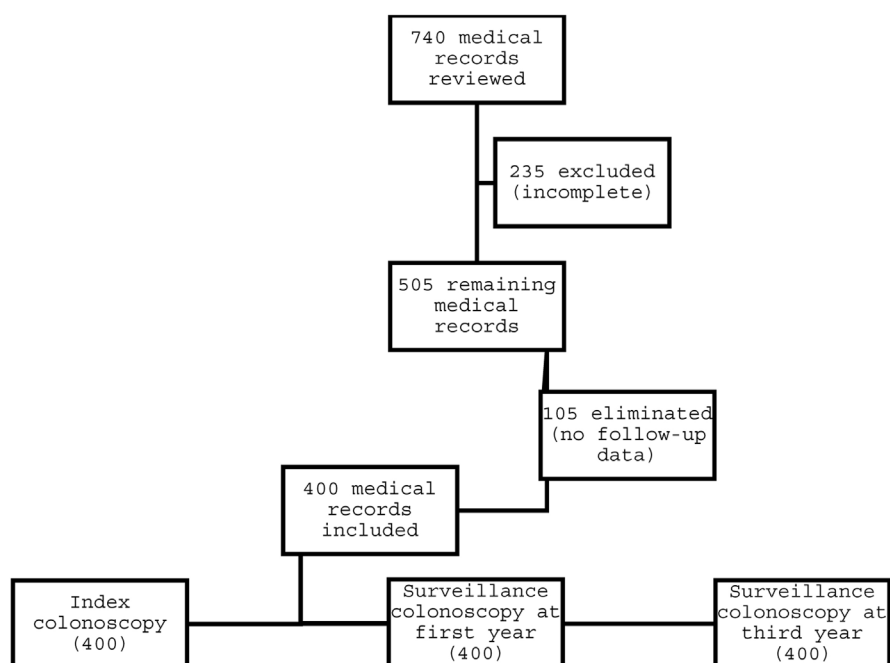 740 medical
records
reviewed
235 excluded
(incomplete)
505 remaining
medical
records
105 eliminated
(no follow-up
data)
400 medical
records
included
Index
colonoscopy
(400)
Surveillance
colonoscopy at
first year
(400)
Surveillance
colonoscopy at
third year
(400)